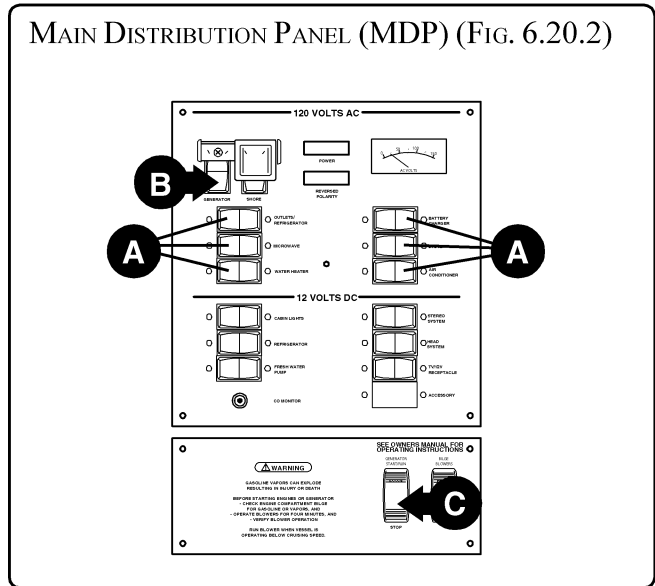 MAIN DISTRIBUTION PANEL (MDP) (FIG. 6.20.2)
120 VOLTS AC
POWER
REVERSED
POLARITY
0 50 100 150
AC VOLTS
B
GENERATOR
SHORE
A
OUTLETS/
REFRIGERATOR
MICROWAVE
WATER HEATER
BATTERY
CHARGER
AIR
CONDITIONER
A
12 VOLTS DC
CABIN LIGHTS
REFRIGERATOR
FRESH WATER
PUMP
CO MONITOR
STEREO
SYSTEM
HEAD
SYSTEM
TV/12V
RECEPTACLE
ACCESSORY
SEE OWNERS MANUAL FOR
OPERATING INSTRUCTIONS
WARNING
GASOLINE VAPORS CAN EXPLODE
RESULTING IN INJURY OR DEATH
BEFORE STARTING ENGINES OR GENERATOR
- CHECK ENGINE COMPARTMENT BILGE
FOR GASOLINE OR VAPORS, AND
- OPERATE BLOWERS FOR FOUR MINUTES, AND
- VERIFY BLOWER OPERATION
RUN BLOWER WHEN VESSEL IS
OPERATING BELOW CRUISING SPEED.
GENERATOR
START/RUN
STOP
BILGE
BLOWERS
C